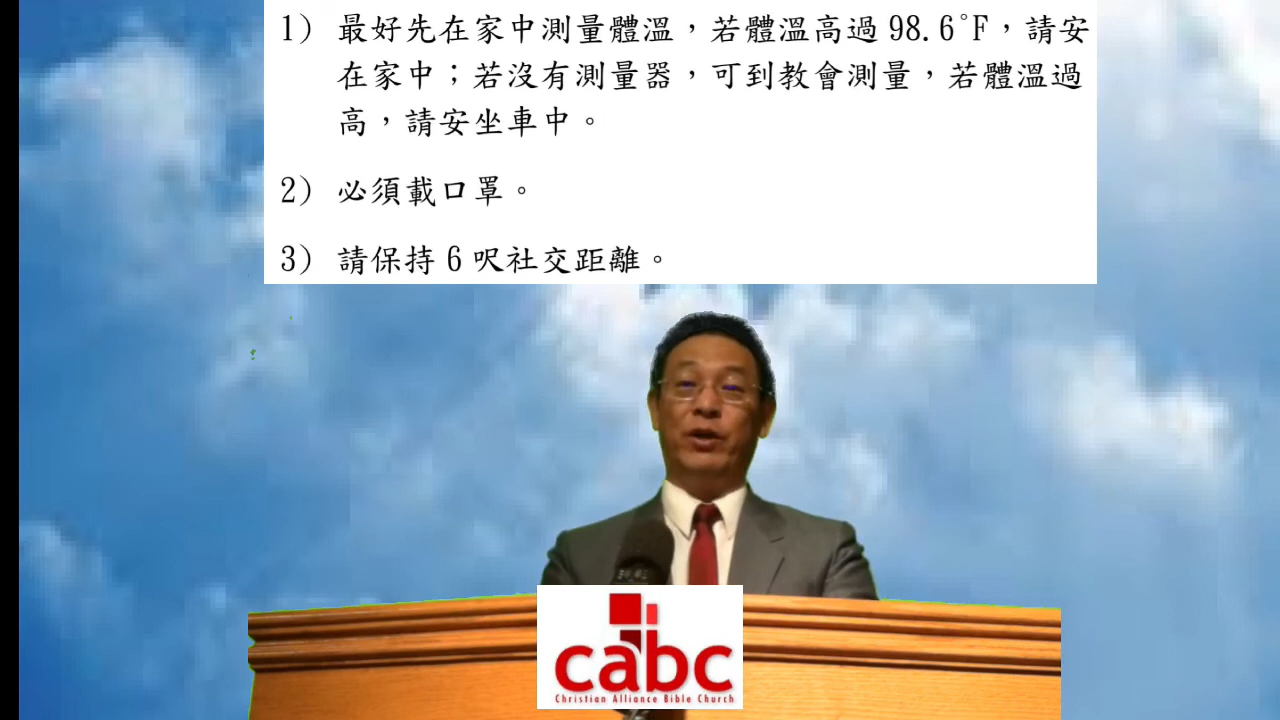 1) 最好先在家中測量體溫，若體溫高過 98.6°F，請安
在家中；若沒有測量器，可到教會測量，若體溫過
高，請安坐車中。
2) 必須載口罩。
3) 請保持 6 呎社交距離。
cabc
Christian Alliance Bible Church